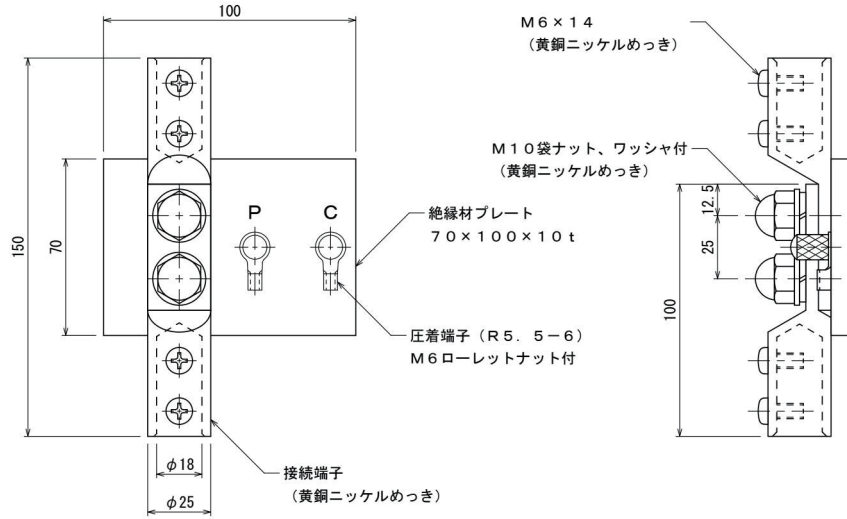 100
150
70
P
C
φ18
φ25
M6×14
(黄銅ニッケルめっき)
M10袋ナット、ワッシャ付
(黄銅ニッケルめっき)
絶縁材プレート
70×100×10t
圧着端子(R5.5-6)
M6ローレットナット付
接続端子
(黄銅ニッケルめっき)
12.5
25
100